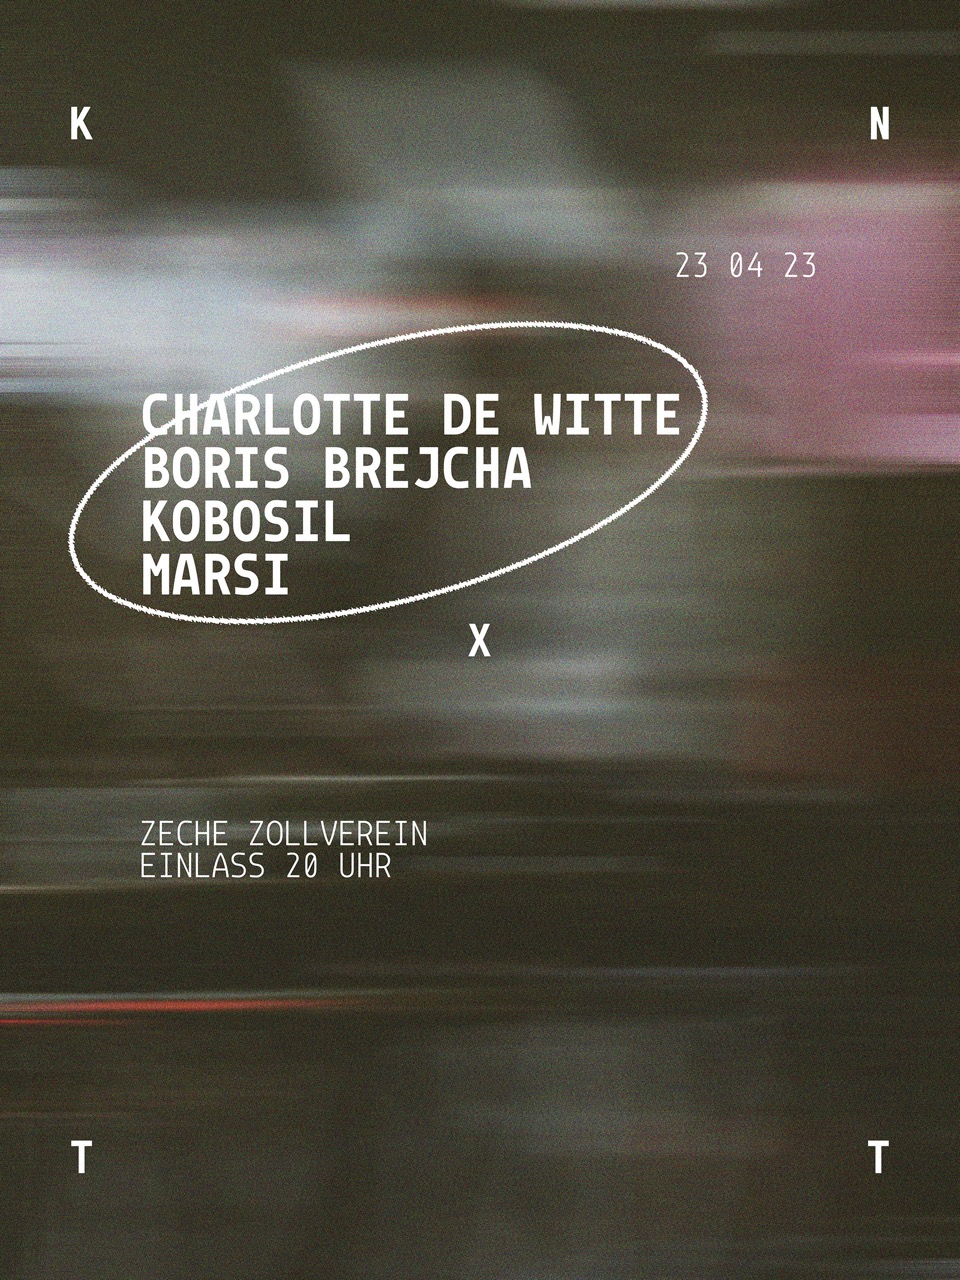 K N
23 04 23
CHARLOTTE DE WITTE
BORIS BREJCHA
KOBOSIL
MARSI
X
ZECHE ZOLLVEREIN
EINLASS 20 UHR
T T